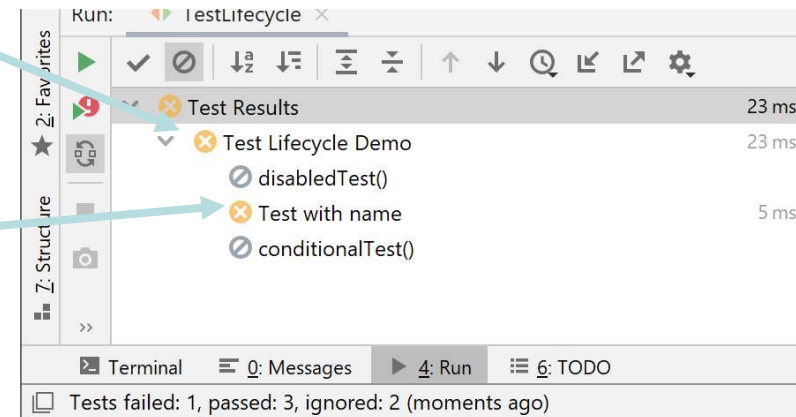 Run: TestLifecycle
2: Favorites
Test Results 23 ms
Test Lifecycle Demo 23 ms
disabledTest()
Test with name 5 ms
conditionalTest()
Z: Structure
Terminal 0: Messages 4: Run 6: TODO
Tests failed: 1, passed: 3, ignored: 2 (moments ago)